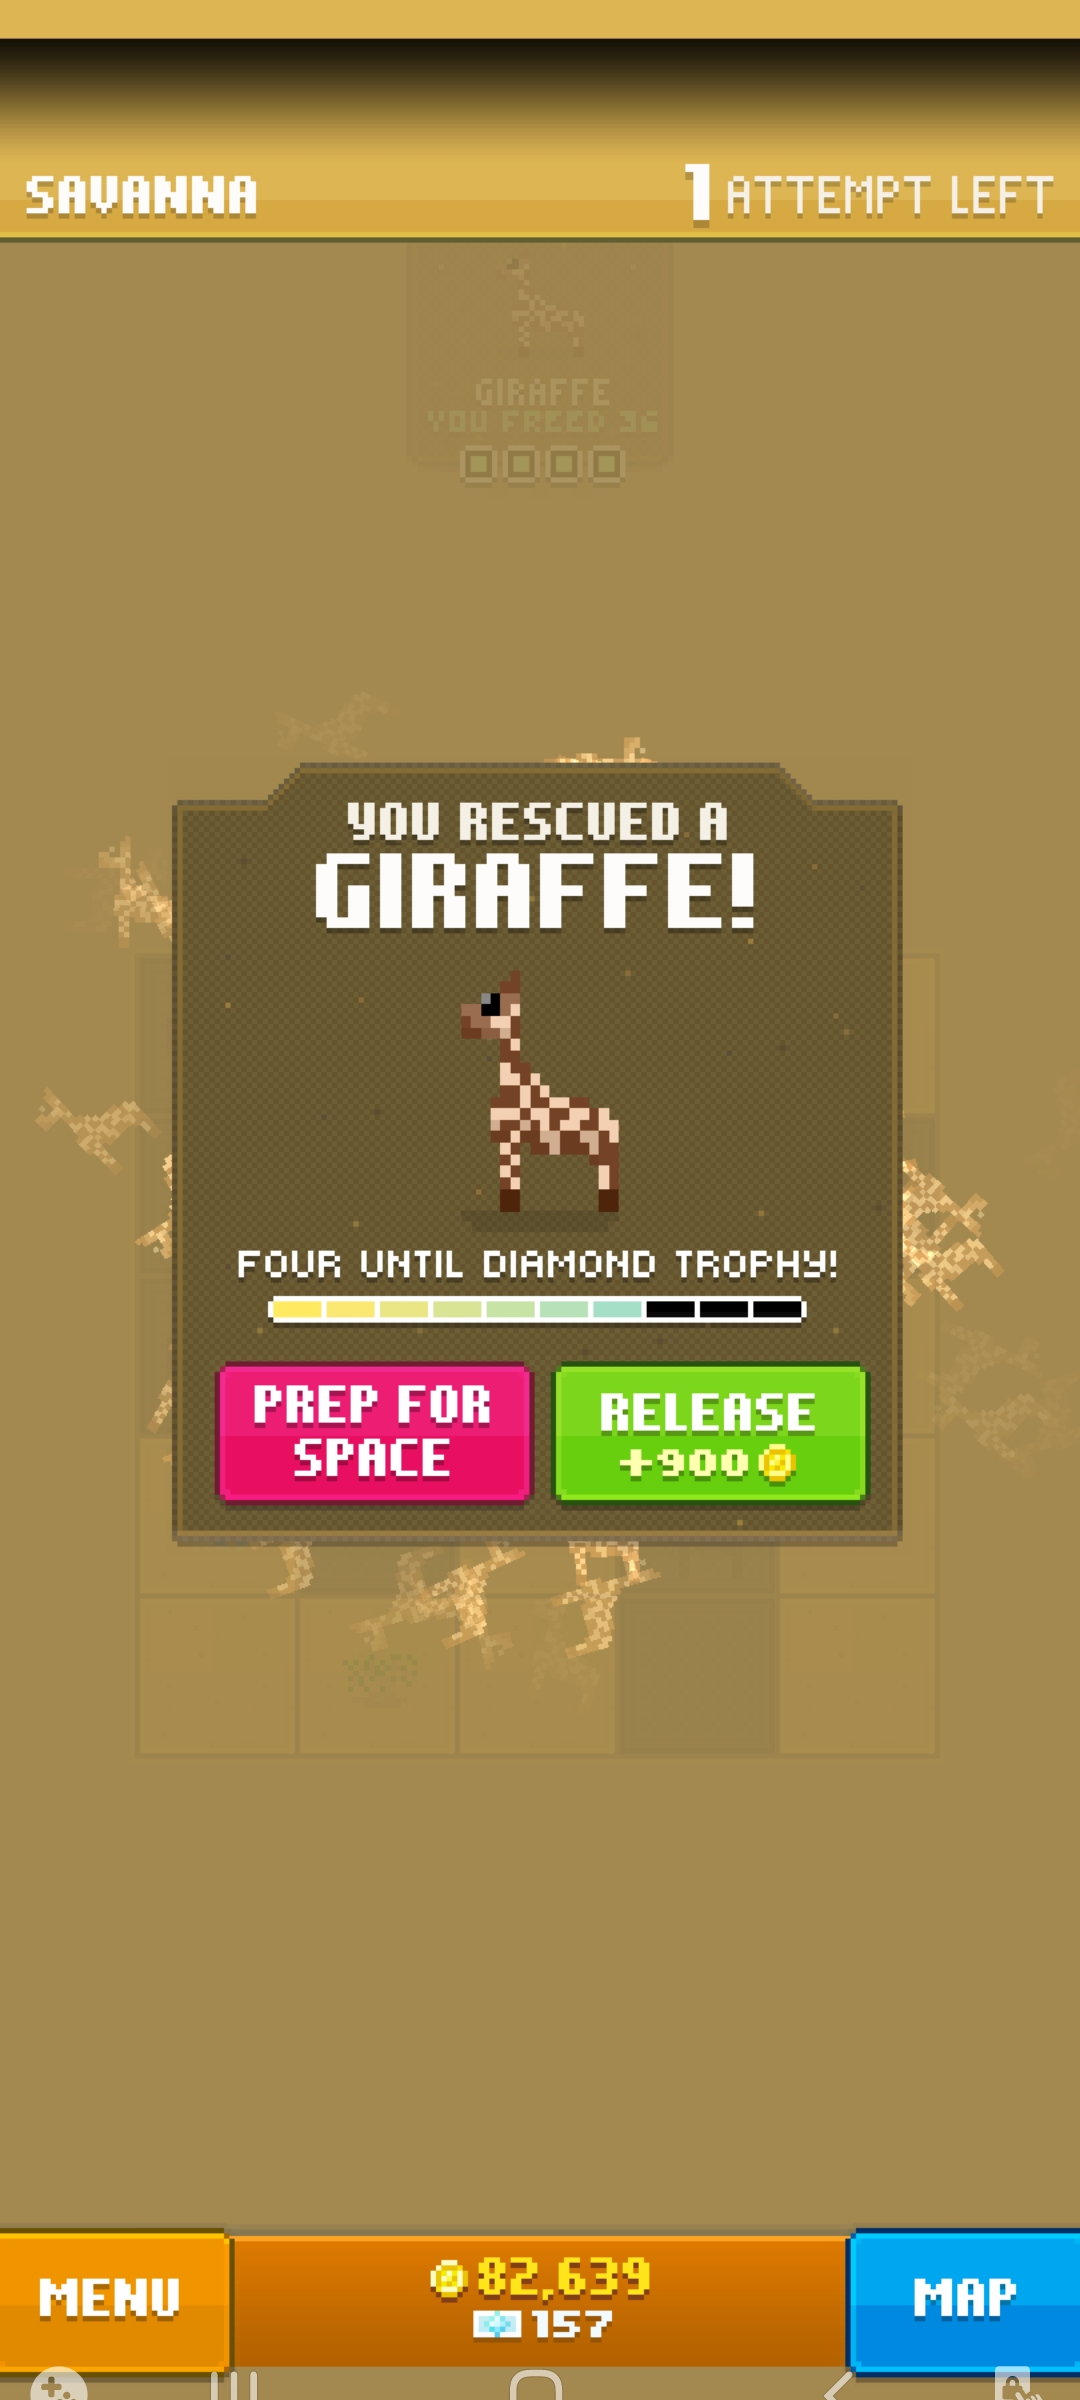 SAVANNA
1 ATTEMPT LEFT
GIRAFFE
YOU FREED 36
YOU RESCUED A
GIRAFFE!
FOUR UNTIL DIAMOND TROPHY!
PREP FOR
SPACE
RELEASE
+900
MENU
82,639
157
MAP